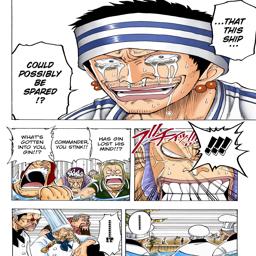 ...THAT
THIS
SHIP
...
COULD
POSSIBLY
BE
SPARED
!?
WHAT'S
GOTTEN
INTO YOU,
GIN!?
COMMANDER,
YOU STINK!!
HAS GIN
LOST HIS
MIND!??
!!!